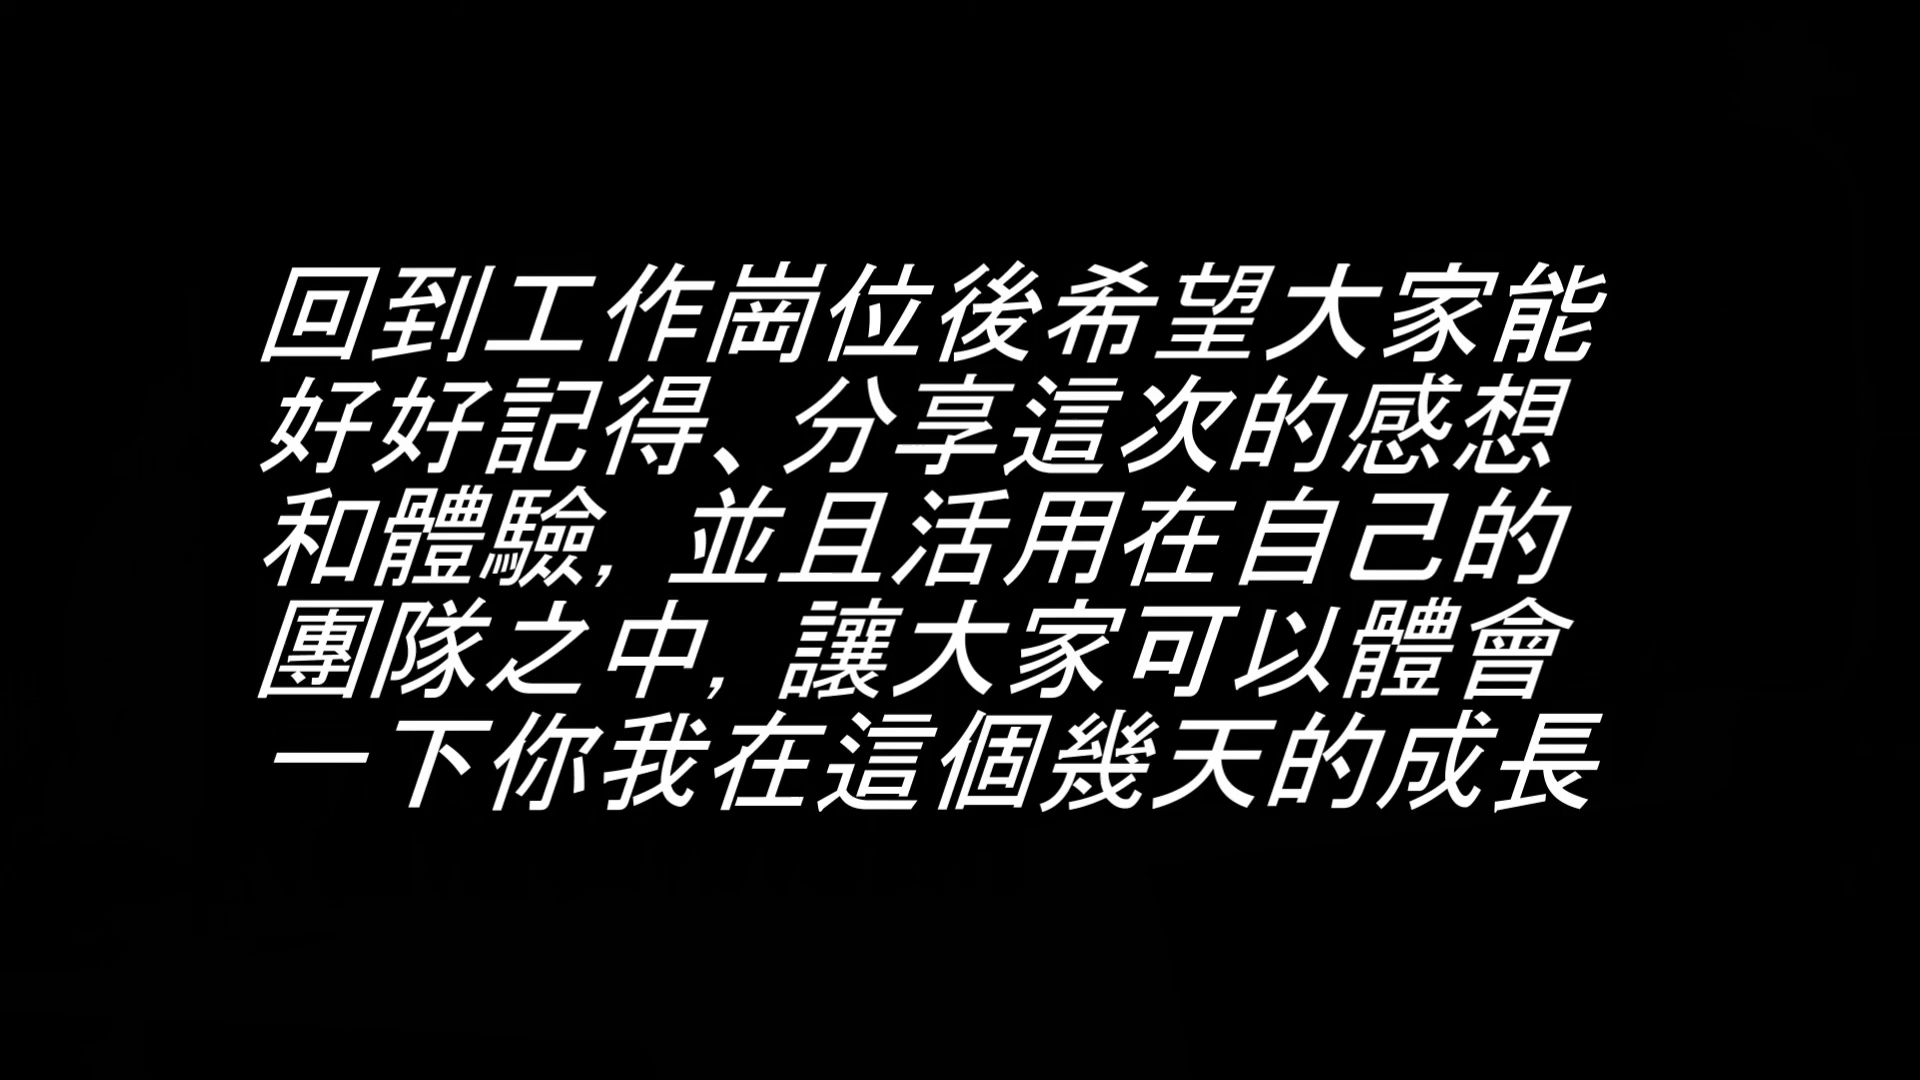 回到工作崗位後希望大家能
好好記得、分享這次的感想
和體驗, 並且活用在自己的
團隊之中, 讓大家可以體會
一下你我在這個幾天的成長